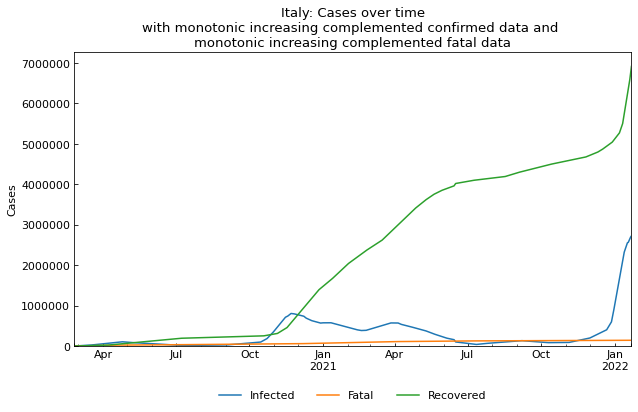 Italy: Cases over time
with monotonic increasing complemented confirmed data and
monotonic increasing complemented fatal data
7000000
6000000
5000000
4000000
3000000
2000000
1000000
0
Cases
Apr Jul Oct Jan Apr Jul Oct Jan
2021 2022
Infected Fatal Recovered